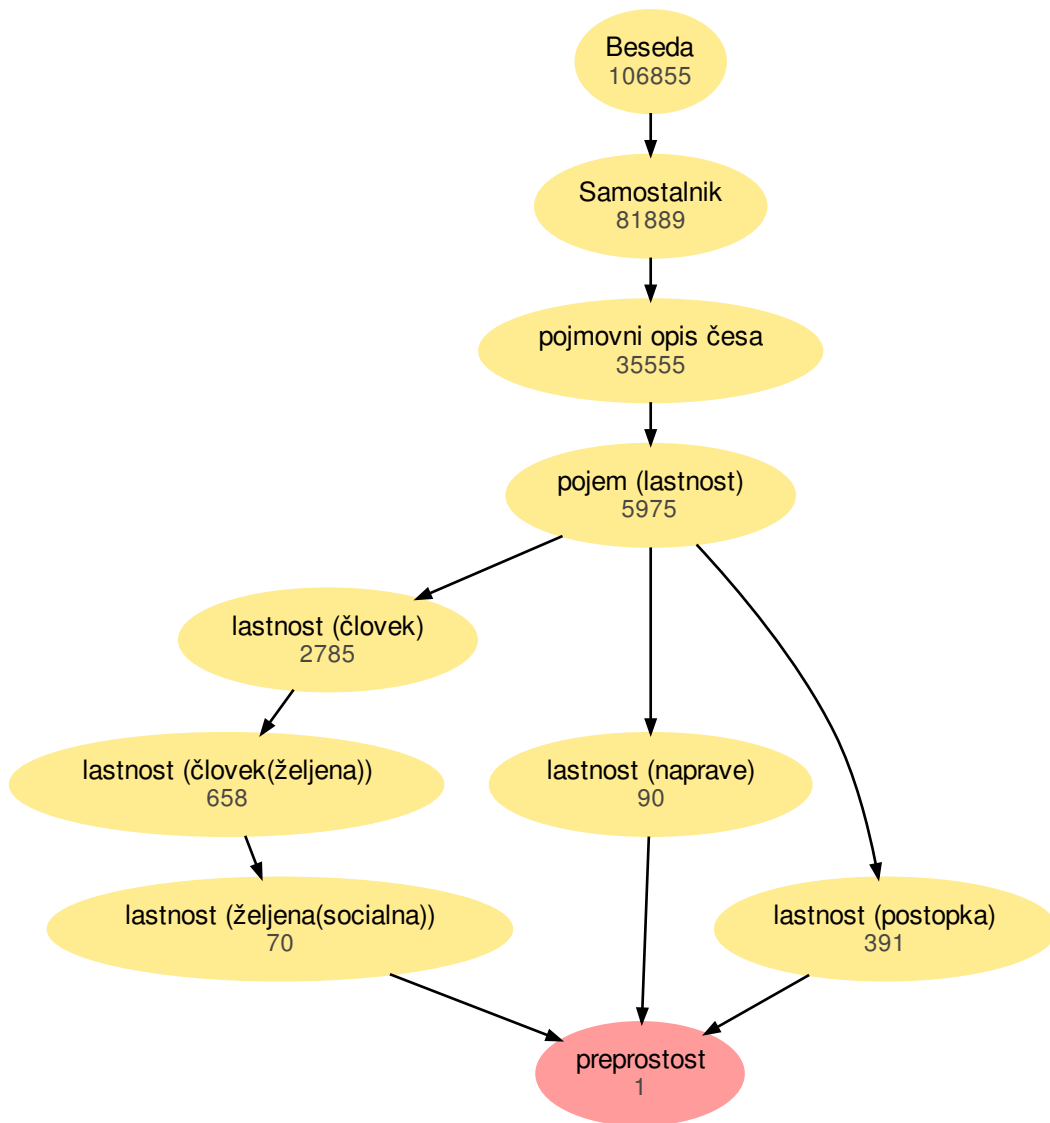 Beseda
106855
Samostalnik
81889
pojmovni opis česa
35555
pojem (lastnost)
5975
lastnost (človek)
2785
lastnost (človek(željena))
658
lastnost (naprave)
90
lastnost (željena(socialna))
70
lastnost (postopka)
391
preprostost
1